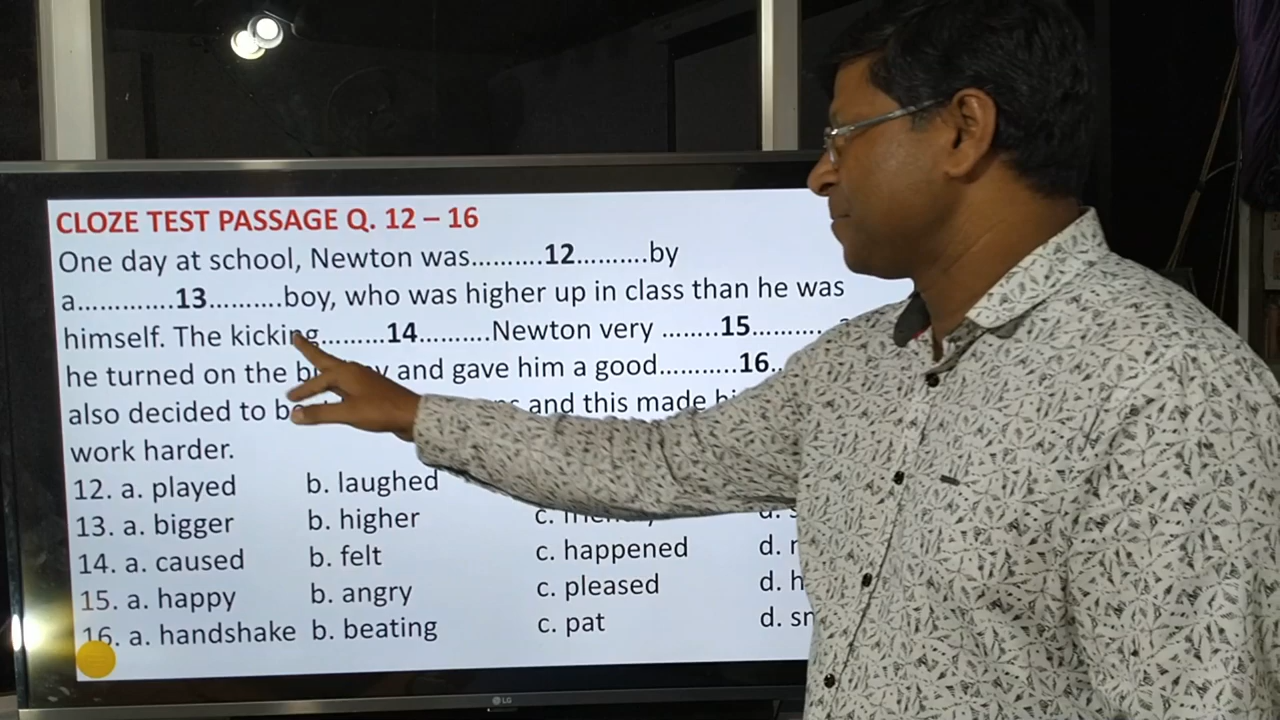 CLOZE TEST PASSAGE Q. 12 – 16
One day at school, Newton was..........12..........by
a.............13..........boy, who was higher up in class than he was
himself. The kicking.........14..........Newton very ........15..........
he turned on the and gave him a good...........16..
also decided to and this made
work harder.
12. a. played b. laughed
13. a. bigger b. higher c.
14. a. caused b. felt c. happened d.
15. a. happy b. angry c. pleased d.
16. a. handshake b. beating c. pat d.
LG